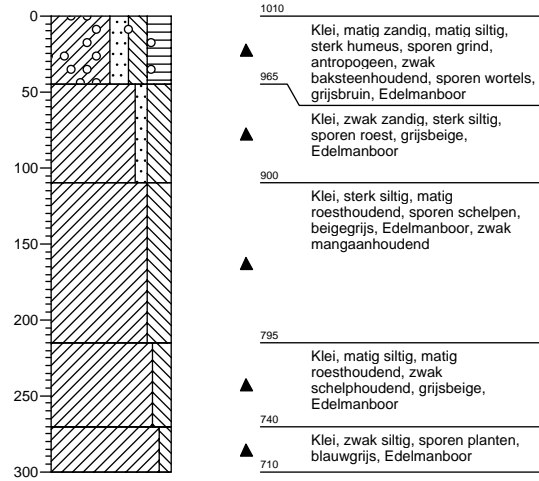 0
50
100
150
200
250
300
1010
Klei, matig zandig, matig siltig,
sterk humeus, sporen grind,
antropogeen, zwak
baksteenhoudend, sporen wortels,
grijsbruin, Edelmanboor
965
Klei, zwak zandig, sterk siltig,
sporen roest, grijsbeige,
Edelmanboor
900
Klei, sterk siltig, matig
roesthoudend, sporen schelpen,
beigegrijs, Edelmanboor, zwak
mangaanhoudend
795
Klei, matig siltig, matig
roesthoudend, zwak
schelphoudend, grijsbeige,
Edelmanboor
740
Klei, zwak siltig, sporen planten,
blauwgrijs, Edelmanboor
710